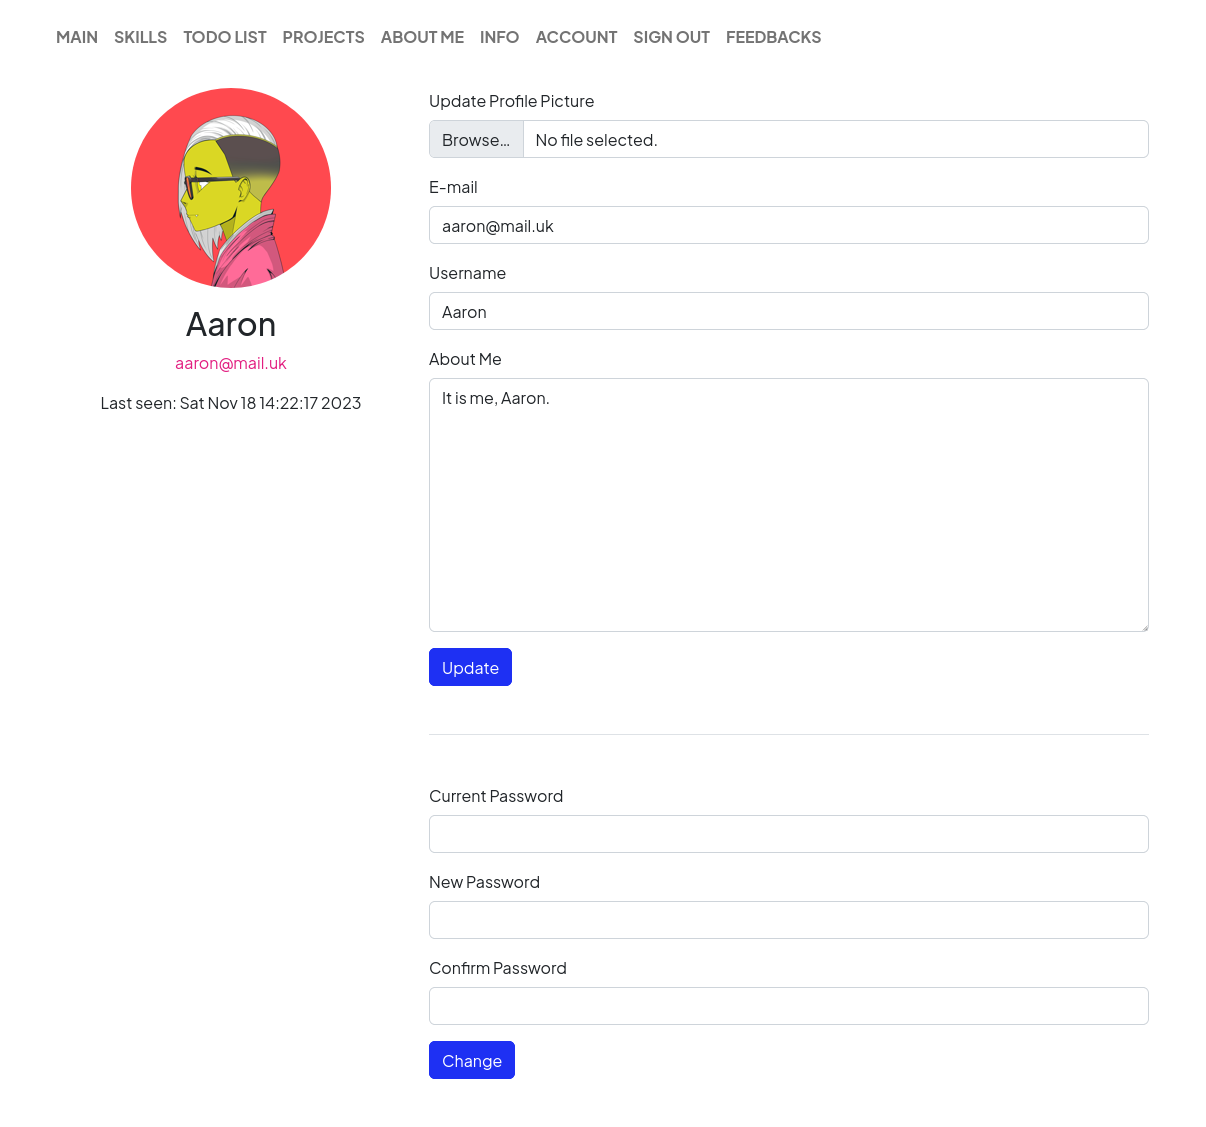 MAIN SKILLS TODO LIST PROJECTS ABOUT ME INFO ACCOUNT SIGN OUT FEEDBACKS
Aaron
aaron@mail.uk
Last seen: Sat Nov 18 14:22:17 2023
Update Profile Picture
Browse... No file selected.
E-mail
aaron@mail.uk
Username
Aaron
About Me
It is me, Aaron.
Update
Current Password
New Password
Confirm Password
Change